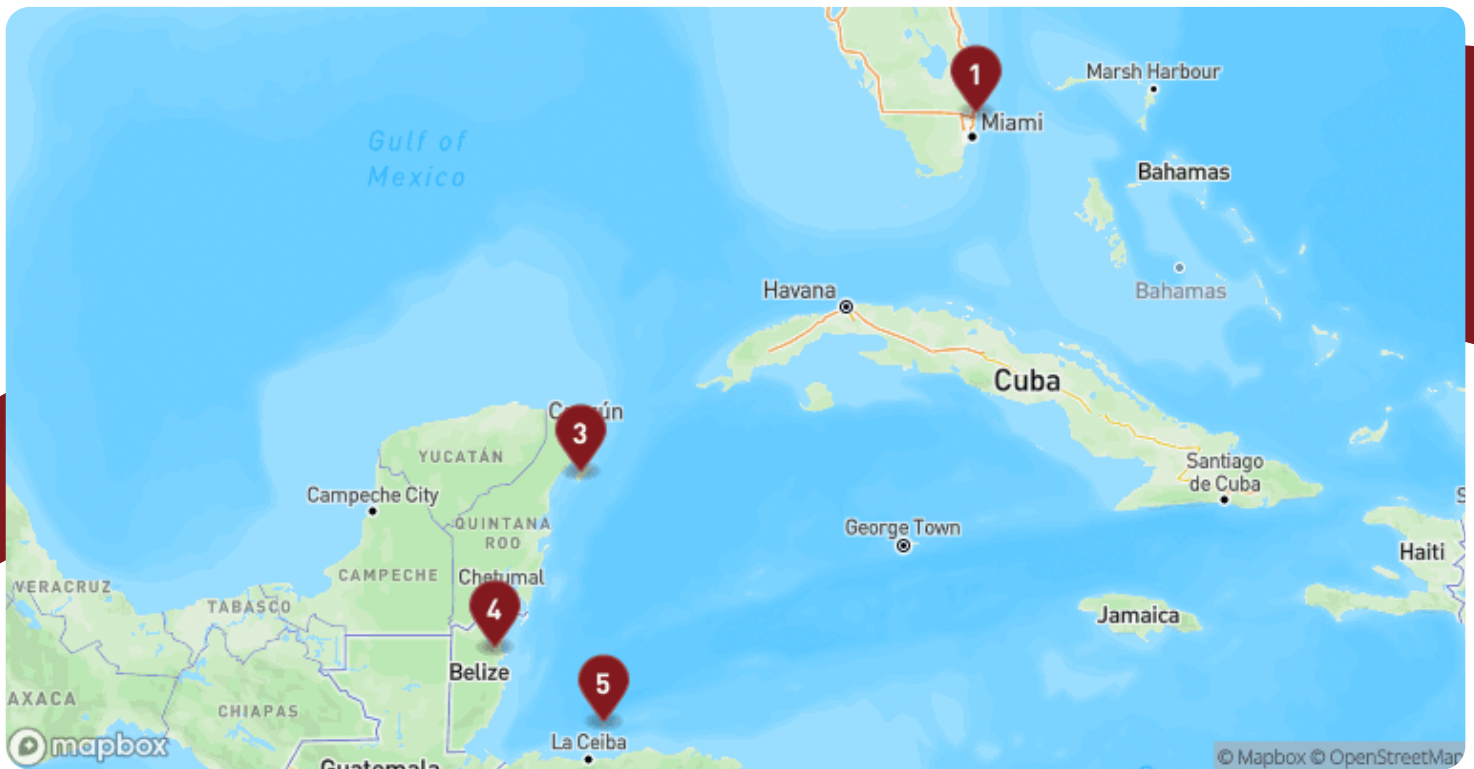 1
Marsh Harbour
Miami
Gulf of
Mexico
Bahamas
Havana
Bahamas
Cuba
3
YUCATÁN
Santiago
de Cuba
Campeche City
QUINTANA
ROO
George Town
Haiti
CAMPECHE
Chetumal
VERACRUZ
TABASCO
4
Jamaica
Belize
5
AXACA
CHIAPAS
La Ceiba
mapbox
© Mapbox © OpenStreetMap
Guatemala